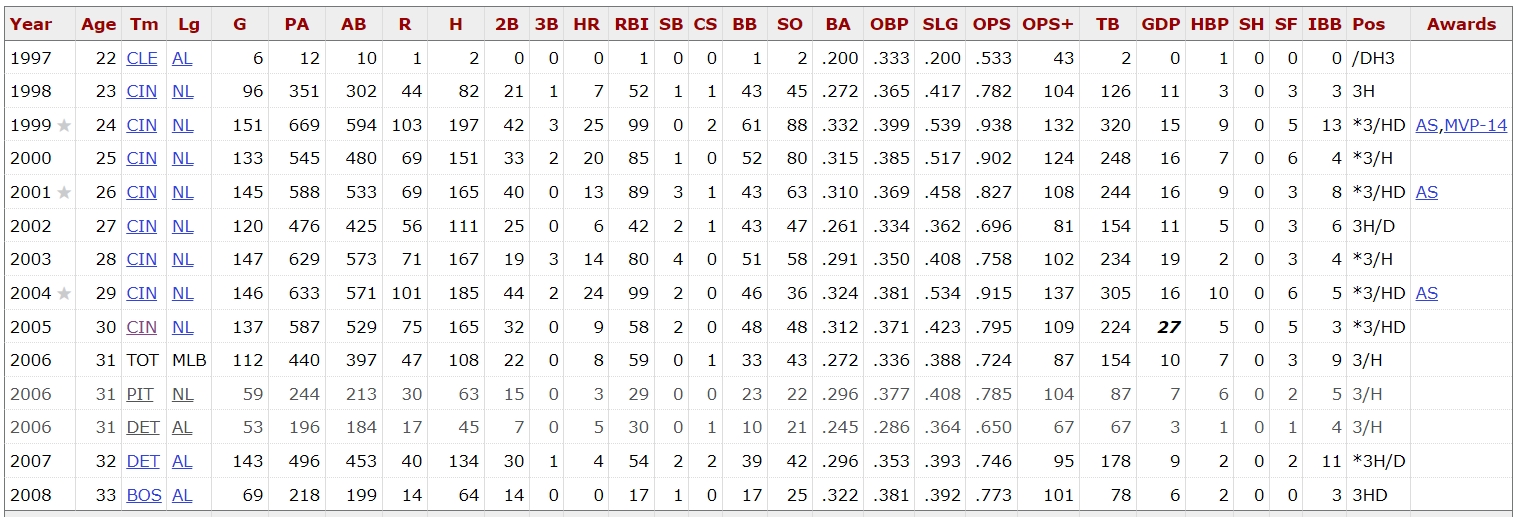 Year Age Tm Lg G PA AB R H 2B 3B HR RBI SB CS BB SO BA OBP SLG OPS OPS+ TB GDP HBP SH SF IBB Pos Awards
1997 22 CLE AL 6 12 10 1 2 0 0 0 1 0 0 1 2 .200 .333 .200 .533 43 2 0 1 0 0 0 /DH3
1998 23 CIN NL 96 351 302 44 82 21 1 7 52 1 1 43 45 .272 .365 .417 .782 104 126 11 3 0 3 3 3H
1999 ★ 24 CIN NL 151 669 594 103 197 42 3 25 99 0 2 61 88 .332 .399 .539 .938 132 320 15 9 0 5 13 *3/HD AS,MVP-14
2000 25 CIN NL 133 545 480 69 151 33 2 20 85 1 0 52 80 .315 .385 .517 .902 124 248 16 7 0 6 4 *3/H
2001 ★ 26 CIN NL 145 588 533 69 165 40 0 13 89 3 1 43 63 .310 .369 .458 .827 108 244 16 9 0 3 8 *3/HD AS
2002 27 CIN NL 120 476 425 56 111 25 0 6 42 2 1 43 47 .261 .334 .362 .696 81 154 11 5 0 3 6 3H/D
2003 28 CIN NL 147 629 573 71 167 19 3 14 80 4 0 51 58 .291 .350 .408 .758 102 234 19 2 0 3 4 *3/H
2004 ★ 29 CIN NL 146 633 571 101 185 44 2 24 99 2 0 46 36 .324 .381 .534 .915 137 305 16 10 0 6 5 *3/HD AS
2005 30 CIN NL 137 587 529 75 165 32 0 9 58 2 0 48 48 .312 .371 .423 .795 109 224 27 5 0 5 3 *3/HD
2006 31 TOT MLB 112 440 397 47 108 22 0 8 59 0 1 33 43 .272 .336 .388 .724 87 154 10 7 0 3 9 3/H
2006 31 PIT NL 59 244 213 30 63 15 0 3 29 0 0 23 22 .296 .377 .408 .785 104 87 7 6 0 2 5 3/H
2006 31 DET AL 53 196 184 17 45 7 0 5 30 0 1 10 21 .245 .286 .364 .650 67 67 3 1 0 1 4 3/H
2007 32 DET AL 143 496 453 40 134 30 1 4 54 2 2 39 42 .296 .353 .393 .746 95 178 9 2 0 2 11 *3H/D
2008 33 BOS AL 69 218 199 14 64 14 0 0 17 1 0 17 25 .322 .381 .392 .773 101 78 6 2 0 0 3 3HD